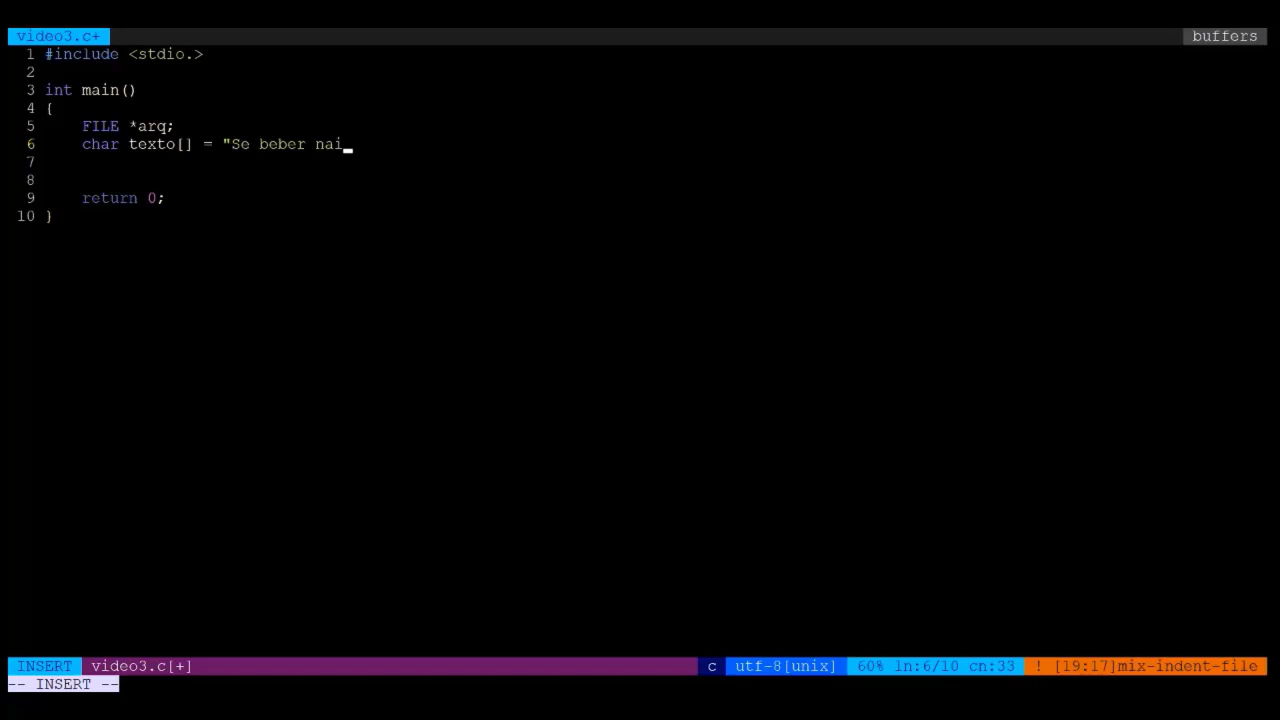 video3.c+ buffers
1 #include <stdio.>
2
3 int main()
4 {
5 FILE *arq;
6 char texto[] = "Se beber nai
7
8
9 return 0;
10 }
INSERT video3.c[+] c utf-8[unix] 60% ln:6/10 cn:33 ! [19:17]mix-indent-file
-- INSERT --